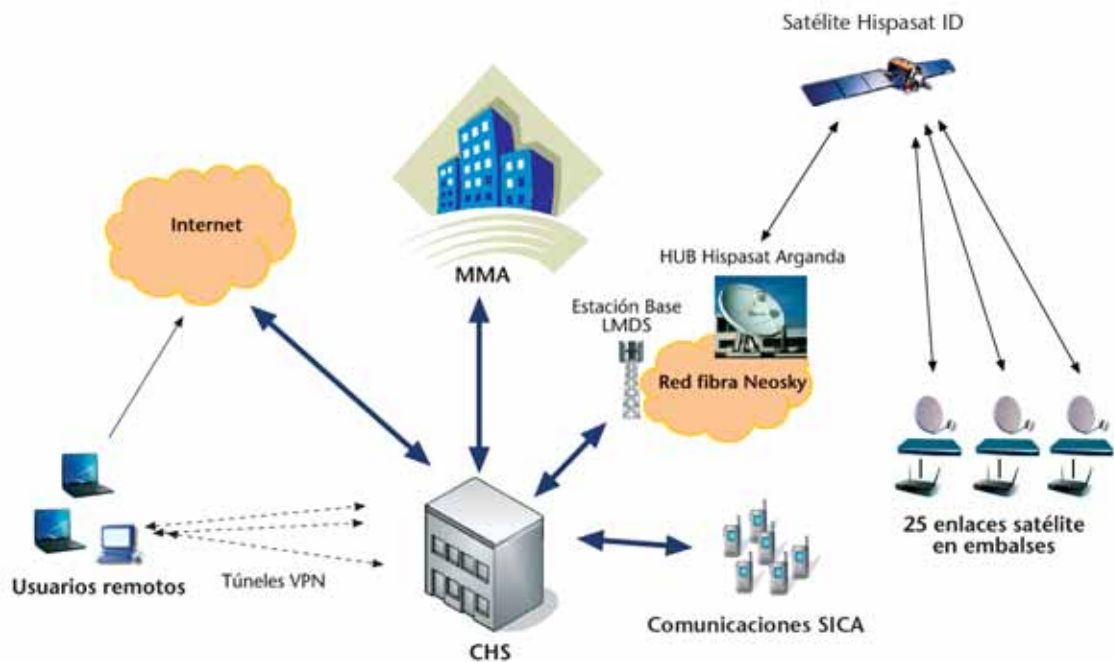 Satélite Hispasat ID
Internet
MMA
HUB Hispasat Arganda
Estación Base
LMDS
Red fibra Neosky
25 enlaces satélite
en embalses
Usuarios remotos
Túneles VPN
Comunicaciones SICA
CHS